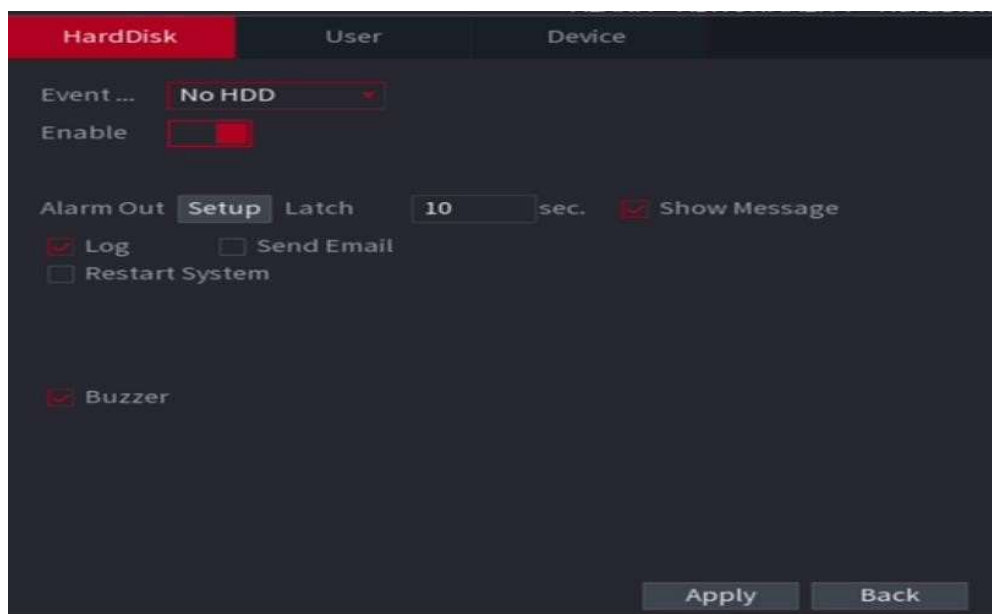 HardDisk User Device
Event... No HDD
Enable
Alarm Out Setup Latch 10 sec. Show Message
Log Send Email
Restart System
Buzzer
Apply Back